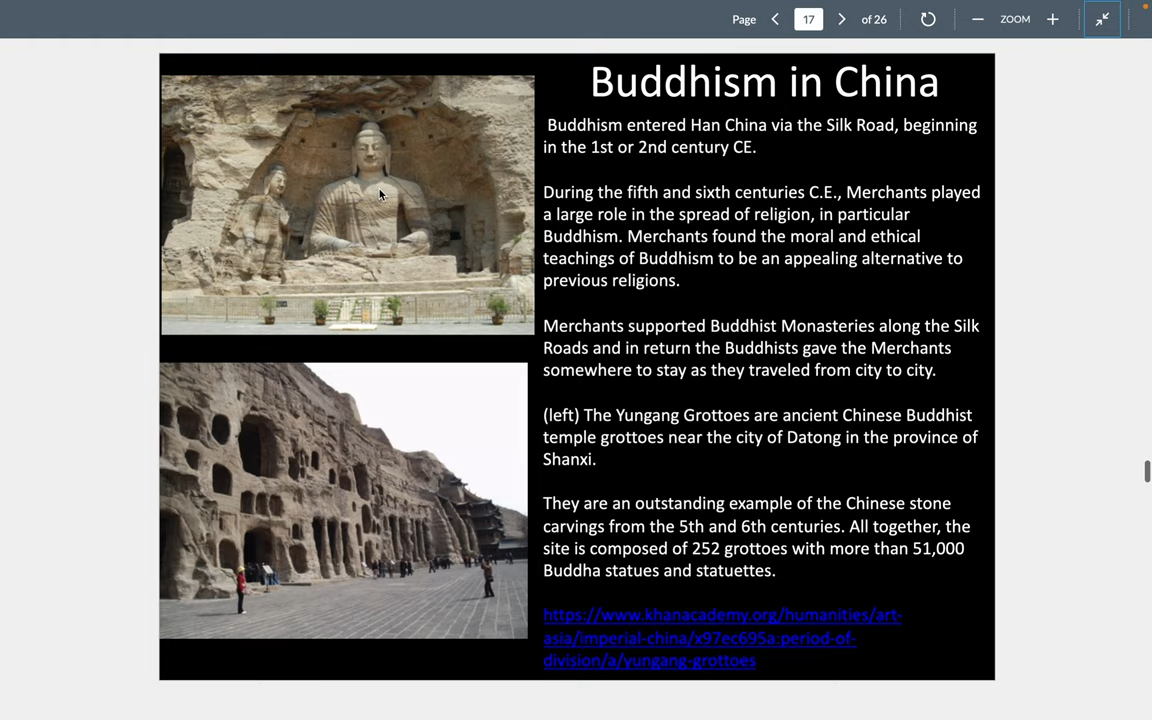 Page 17 of 26 ZOOM
Buddhism in China
Buddhism entered Han China via the Silk Road, beginning
in the 1st or 2nd century CE.
During the fifth and sixth centuries C.E., Merchants played
a large role in the spread of religion, in particular
Buddhism. Merchants found the moral and ethical
teachings of Buddhism to be an appealing alternative to
previous religions.
Merchants supported Buddhist Monasteries along the Silk
Roads and in return the Buddhists gave the Merchants
somewhere to stay as they traveled from city to city.
(left) The Yungang Grottoes are ancient Chinese Buddhist
temple grottoes near the city of Datong in the province of
Shanxi.
They are an outstanding example of the Chinese stone
carvings from the 5th and 6th centuries. All together, the
site is composed of 252 grottoes with more than 51,000
Buddha statues and statuettes.
https://www.khanacademy.org/humanities/art-
asia/imperial-china/x97ec695a:period-of-
division/a/yungang-grottoes